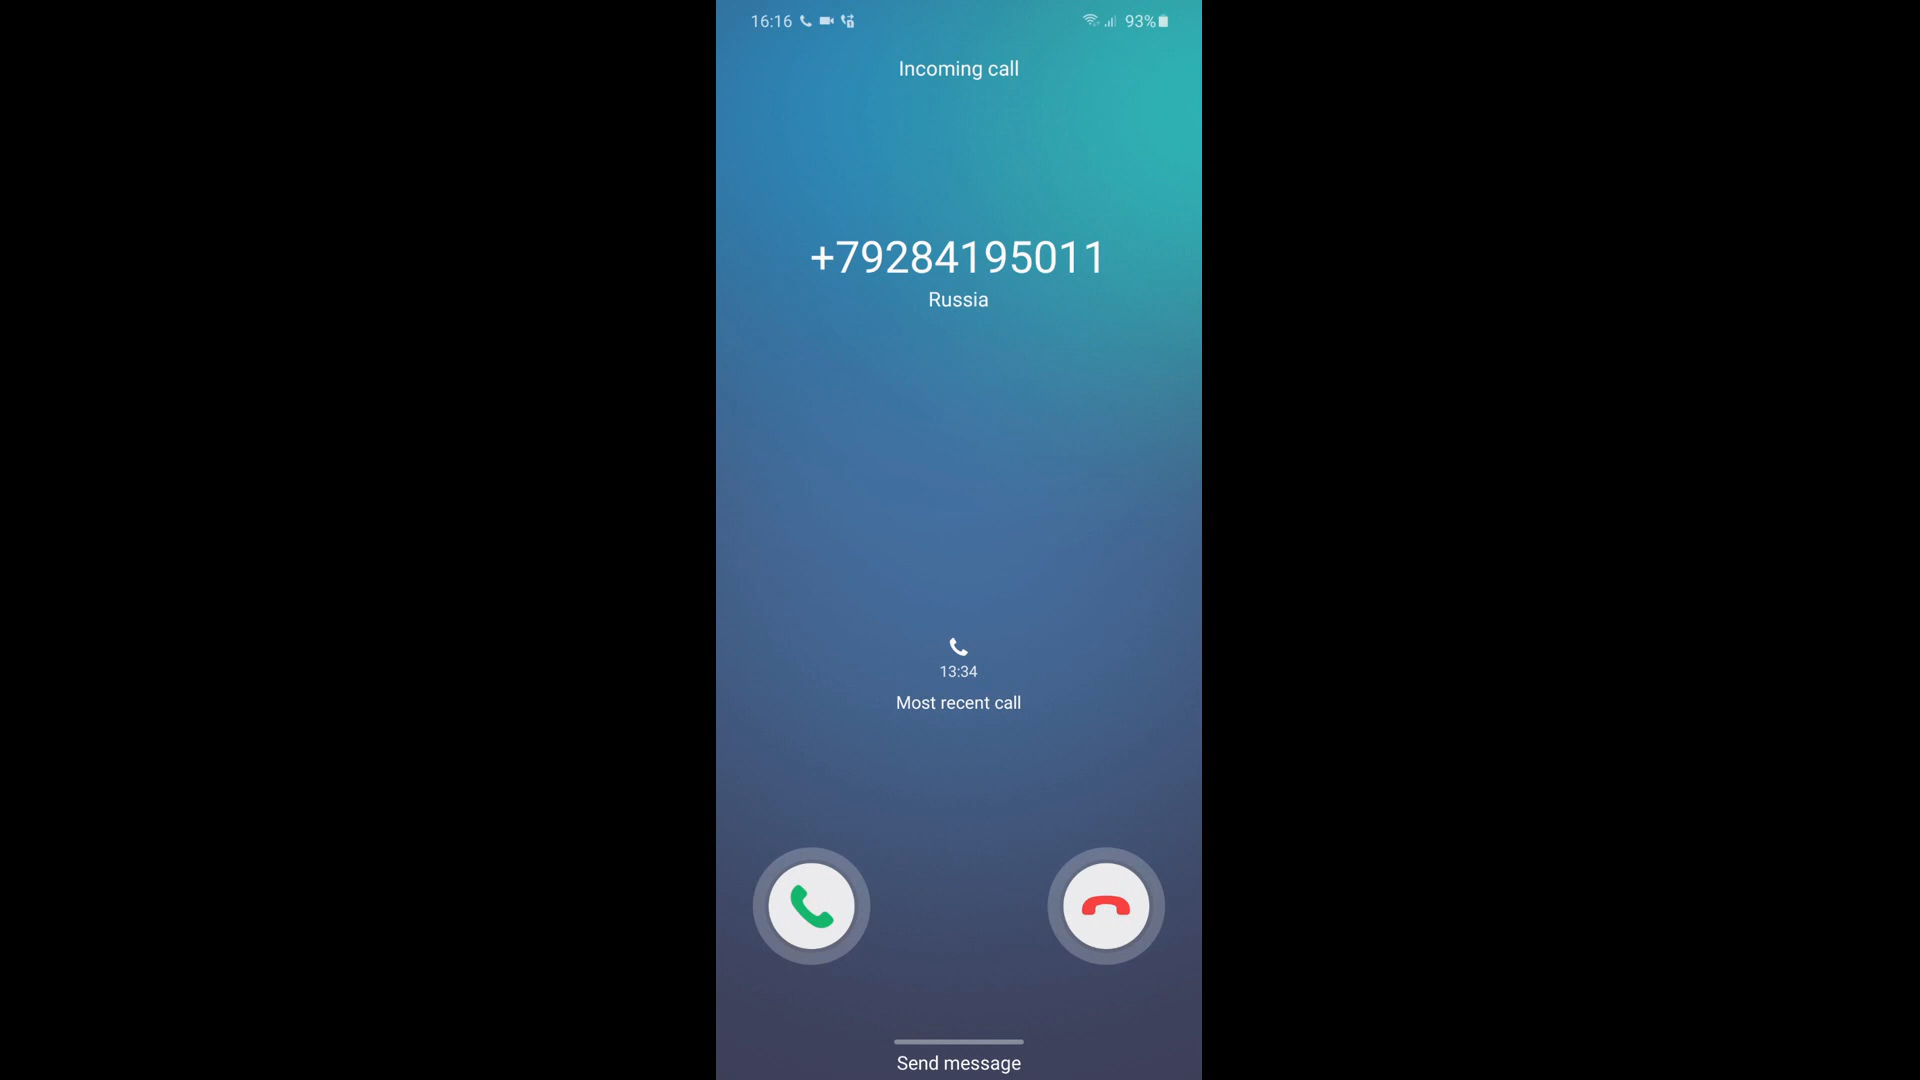 16:16 93%
Incoming call
+79284195011
Russia
13:34
Most recent call
Send message